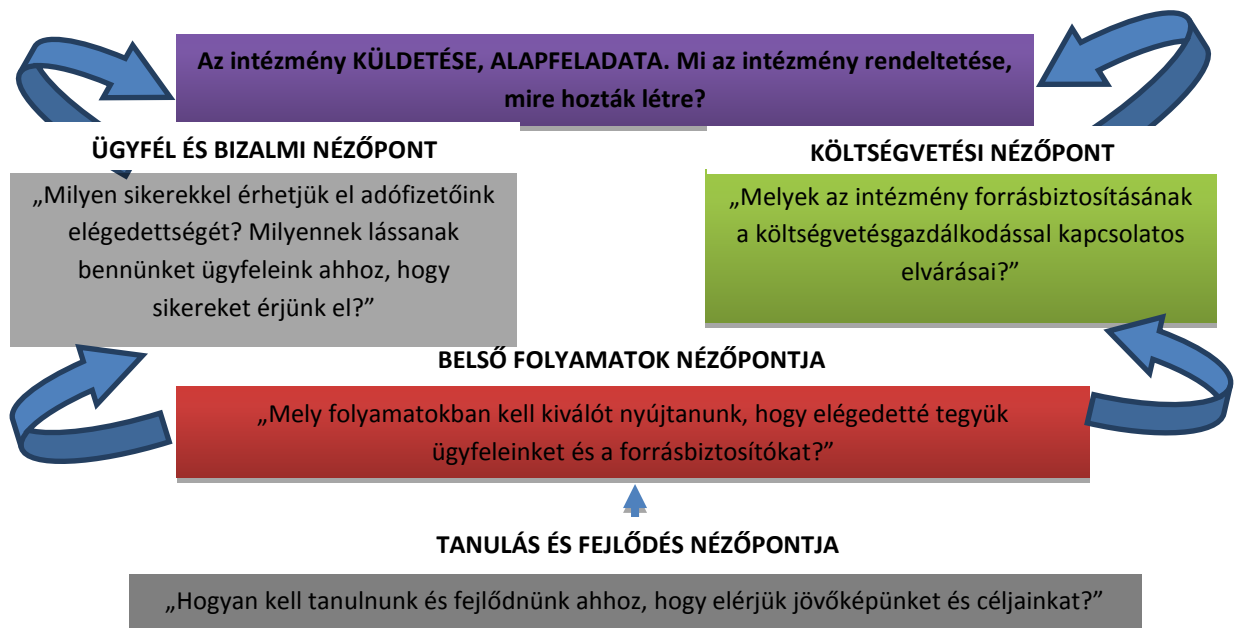 Az intézmény KÜLDETÉSE, ALAPFELADATA. Mi az intézmény rendeltetése,
mire hozták létre?
ÜGYFÉL ÉS BIZALMI NÉZŐPONT
„Milyen sikerekkel érhetjük el adófizetőink
elégedettségét? Milyennek lássanak
bennünket ügyfeleink ahhoz, hogy
sikereket érjünk el?”
KÖLTSÉGVETÉSI NÉZŐPONT
„Melyek az intézmény forrásbiztosításának
a költségvetésgazdálkodással kapcsolatos
elvárásai?”
BELSŐ FOLYAMATOK NÉZŐPONTJA
„Mely folyamatokban kell kiválót nyújtanunk, hogy elégedetté tegyük
ügyfeleinket és a forrásbiztosítókat?”
TANULÁS ÉS FEJLŐDÉS NÉZŐPONTJA
„Hogyan kell tanulnunk és fejlődnünk ahhoz, hogy elérjük jövőképünket és céljainkat?”